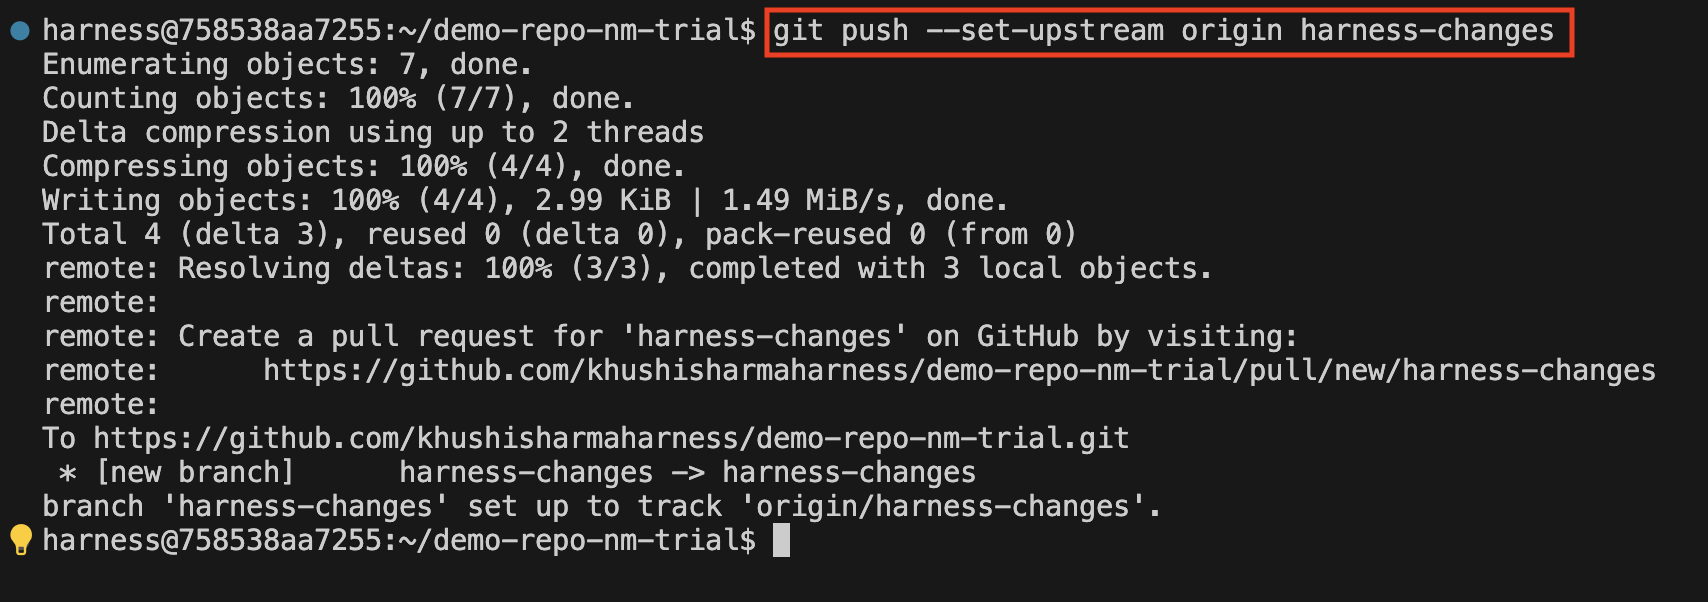 harness@758538aa7255:~/demo-repo-nm-trial$ git push --set-upstream origin harness-changes
Enumerating objects: 7, done.
Counting objects: 100% (7/7), done.
Delta compression using up to 2 threads
Compressing objects: 100% (4/4), done.
Writing objects: 100% (4/4), 2.99 KiB | 1.49 MiB/s, done.
Total 4 (delta 3), reused 0 (delta 0), pack-reused 0 (from 0)
remote: Resolving deltas: 100% (3/3), completed with 3 local objects.
remote:
remote: Create a pull request for 'harness-changes' on GitHub by visiting:
remote:      https://github.com/khushisharmaharness/demo-repo-nm-trial/pull/new/harness-changes
remote:
To https://github.com/khushisharmaharness/demo-repo-nm-trial.git
 * [new branch]      harness-changes -> harness-changes
branch 'harness-changes' set up to track 'origin/harness-changes'.
harness@758538aa7255:~/demo-repo-nm-trial$